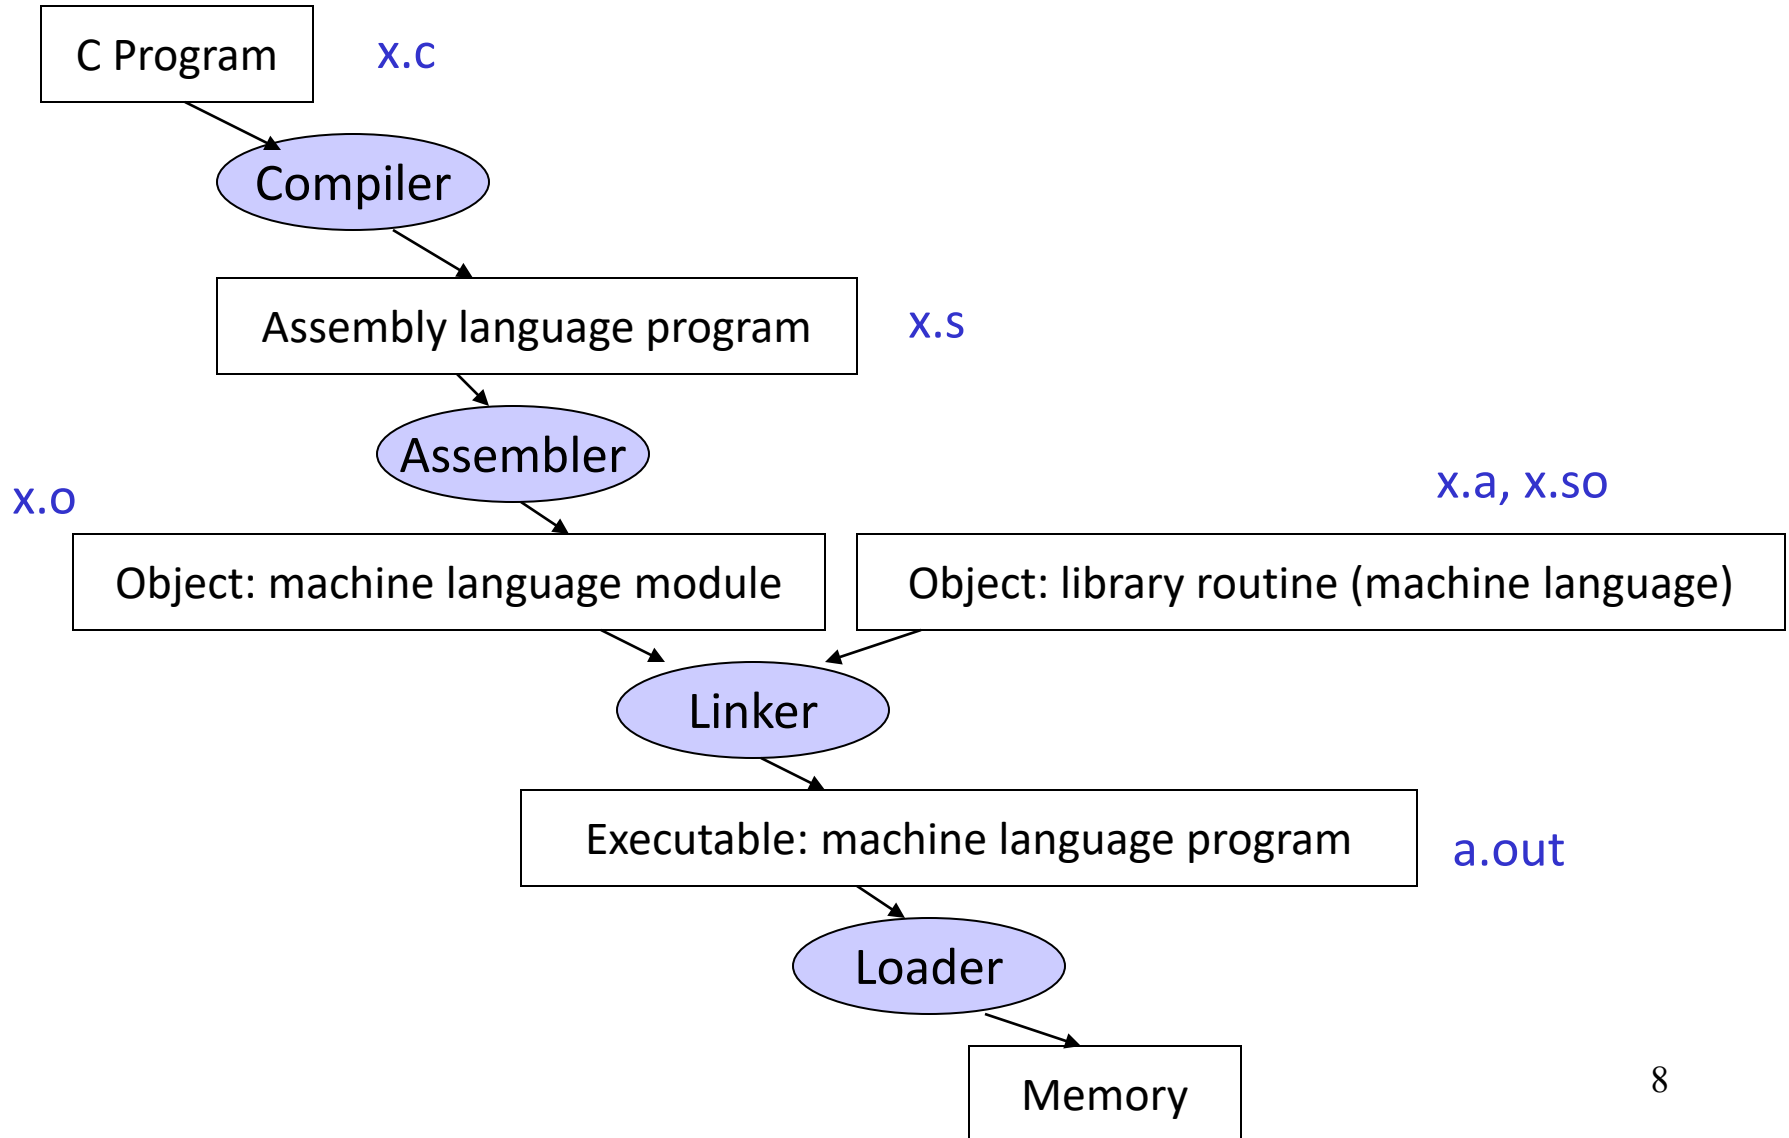 C Program
x.c
Compiler
Assembly language program
x.s
Assembler
x.o
x.a, x.so
Object: machine language module
Object: library routine (machine language)
Linker
Executable: machine language program
a.out
Loader
Memory
8